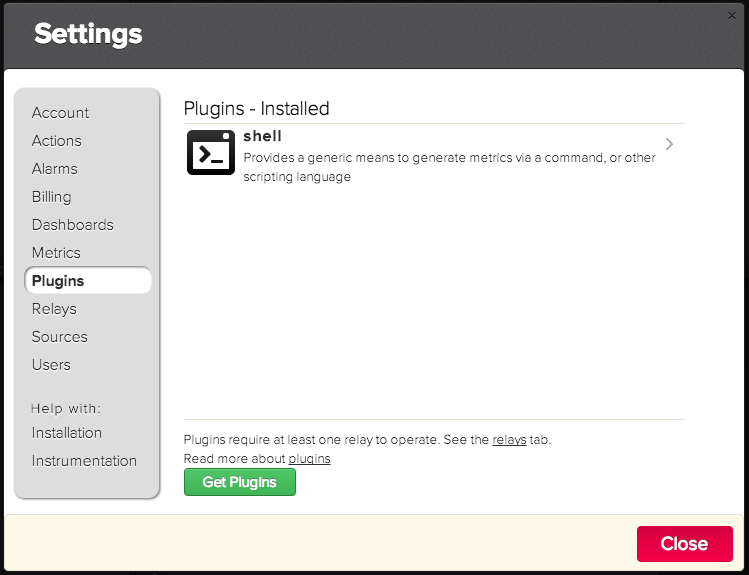 Settings
×
Account
Actions
Alarms
Billing
Dashboards
Metrics
Plugins
Relays
Sources
Users
Help with:
Installation
Instrumentation
Plugins - Installed
shell
Provides a generic means to generate metrics via a command, or other
scripting language
Plugins require at least one relay to operate. See the relays tab.
Read more about plugins
Get Plugins
Close